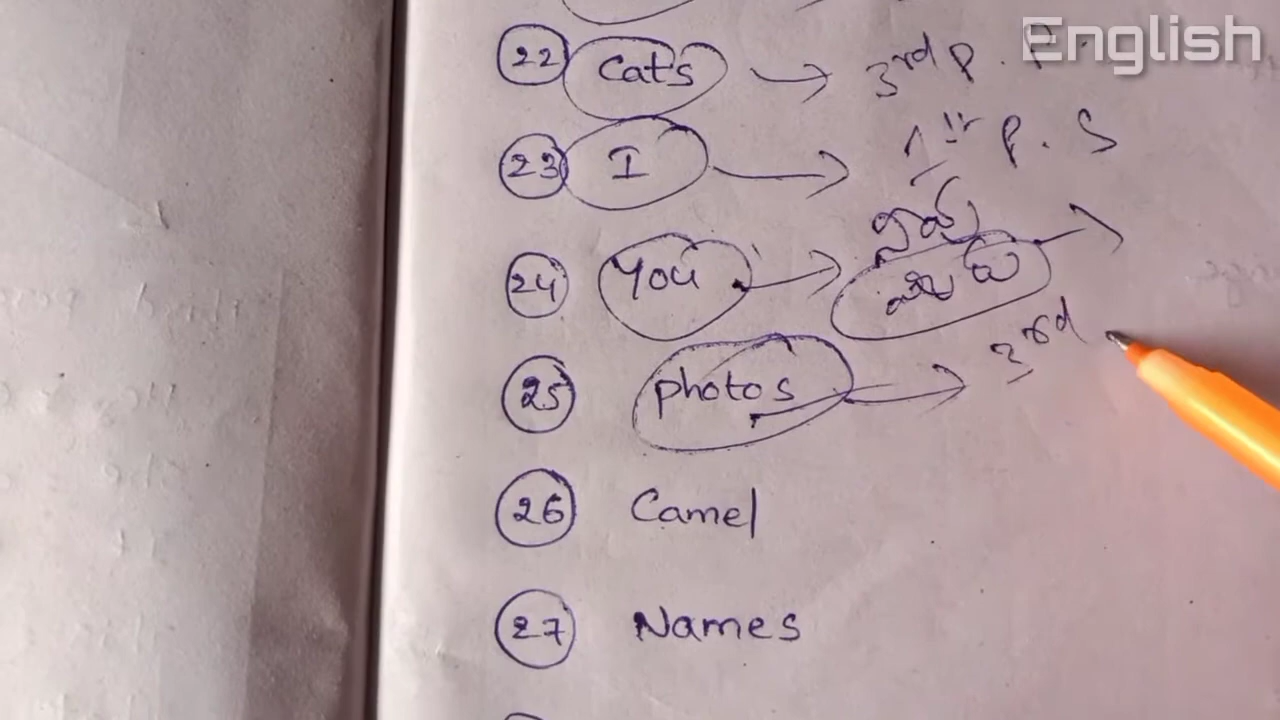 English
22 Cats → 3rd P. P.
23 I → 1st P. S
24 You → నీవు
మీరు →
25 photos → 3rd
26 Camel
27 Names